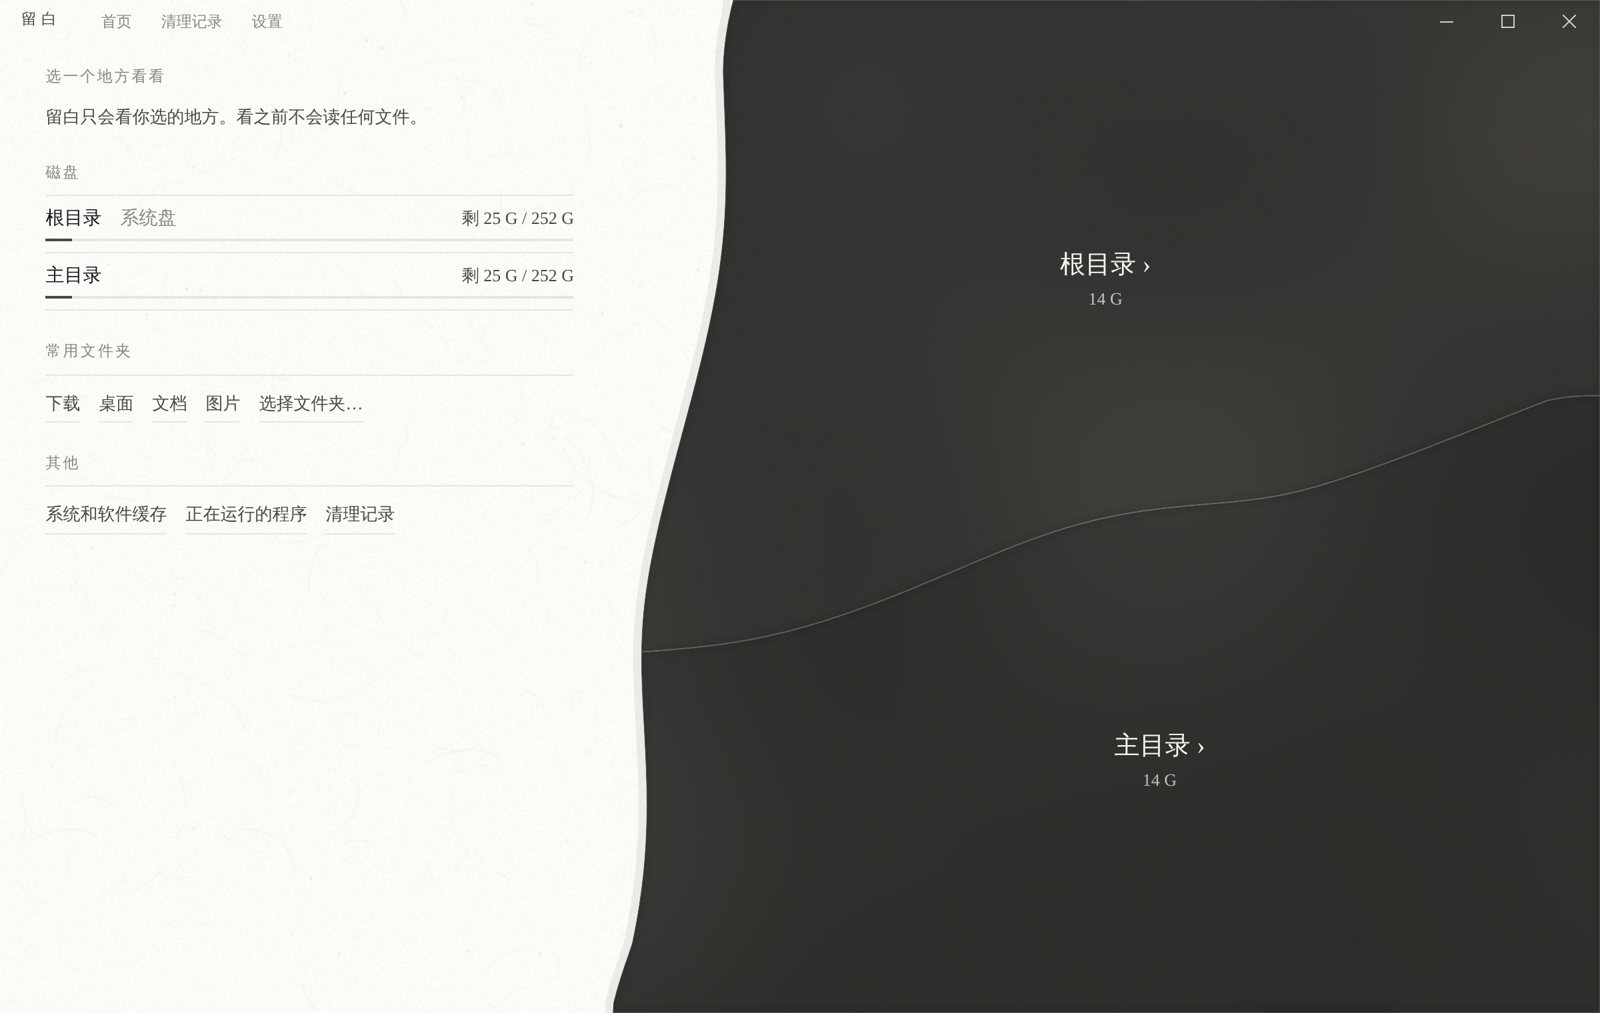 留白 首页 清理记录 设置
选一个地方看看
留白只会看你选的地方。看之前不会读任何文件。
磁盘
根目录 系统盘 剩 25 G / 252 G
主目录 剩 25 G / 252 G
常用文件夹
下载 桌面 文档 图片 选择文件夹…
其他
系统和软件缓存 正在运行的程序 清理记录
根目录 ›
14 G
主目录 ›
14 G